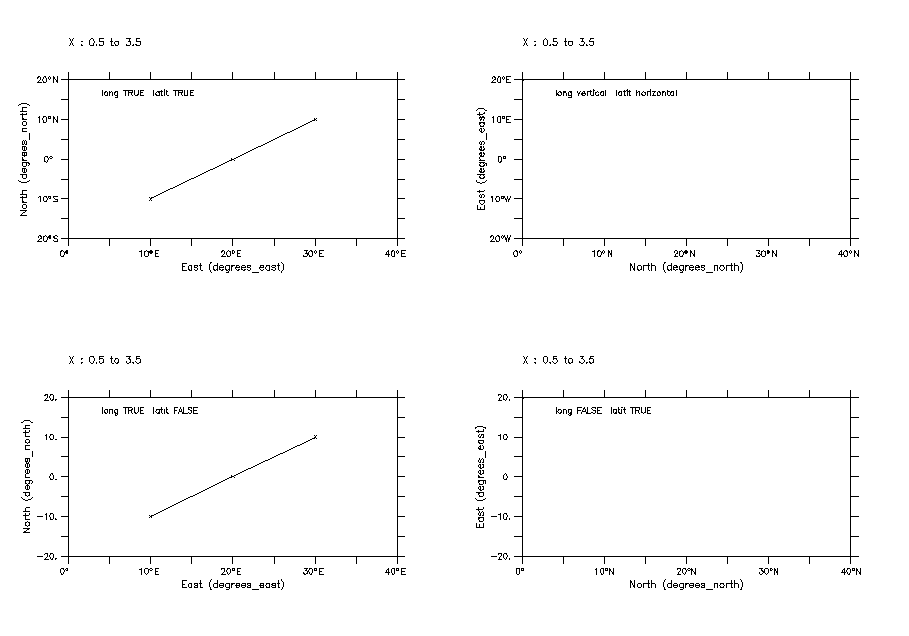 X : 0.5 to 3.5
long TRUE latit TRUE
20°N
10°N
0°
10°S
20°S
North (degrees_north)
0° 10°E 20°E 30°E 40°E
East (degrees_east)
X : 0.5 to 3.5
long vertical latit horizontal
20°E
10°E
0°
10°W
20°W
East (degrees_east)
0° 10°N 20°N 30°N 40°N
North (degrees_north)
X : 0.5 to 3.5
long TRUE latit FALSE
20.
10.
0.
-10.
-20.
North (degrees_north)
0° 10°E 20°E 30°E 40°E
East (degrees_east)
X : 0.5 to 3.5
long FALSE latit TRUE
20.
10.
0.
-10.
-20.
East (degrees_east)
0° 10°N 20°N 30°N 40°N
North (degrees_north)